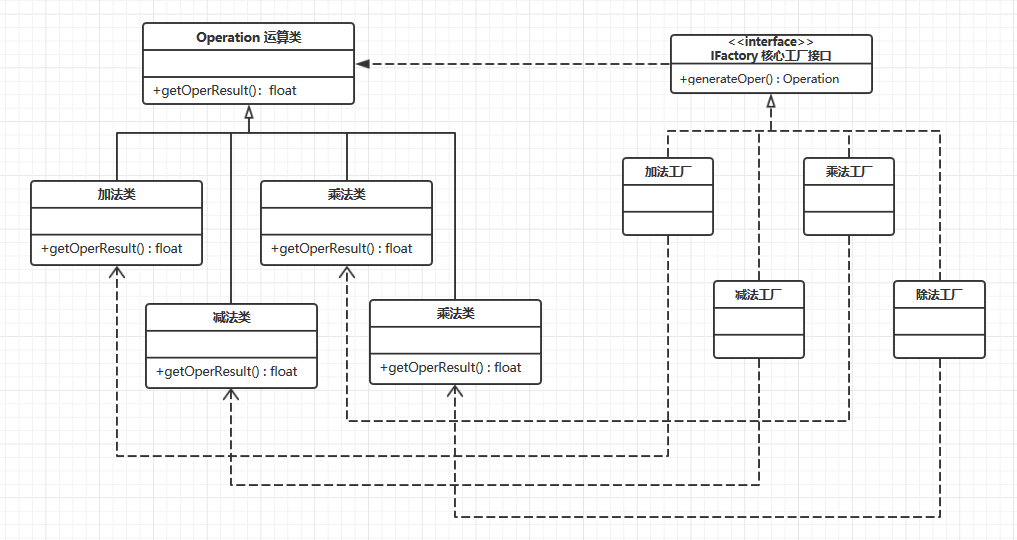 Operation 运算类
+getOperResult(): float
<<interface>>
IFactory 核心工厂接口
+generateOper() : Operation
加法类
+getOperResult() : float
乘法类
+getOperResult() : float
加法工厂
乘法工厂
减法类
+getOperResult() : float
乘法类
+getOperResult() : float
减法工厂
除法工厂